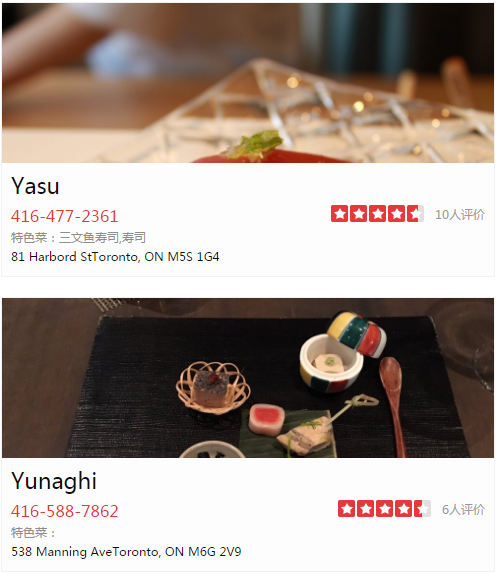 Yasu
416-477-2361
10人评价
特色菜：三文鱼寿司,寿司
81 Harbord StToronto, ON M5S 1G4
Yunaghi
416-588-7862
6人评价
特色菜：
538 Manning AveToronto, ON M6G 2V9